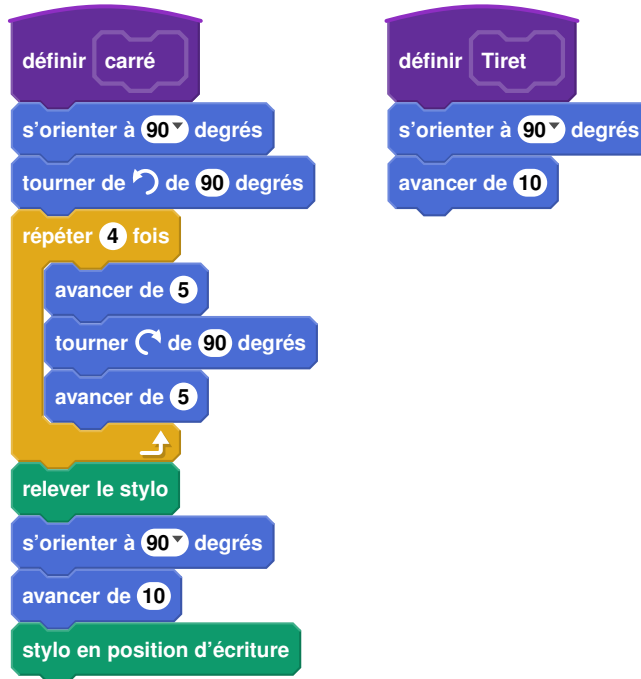 définir carré
s'orienter à 90 degrés
tourner de de 90 degrés
répéter 4 fois
avancer de 5
tourner de 90 degrés
avancer de 5
relever le stylo
s'orienter à 90 degrés
avancer de 10
stylo en position d'écriture
définir Tiret
s'orienter à 90 degrés
avancer de 10